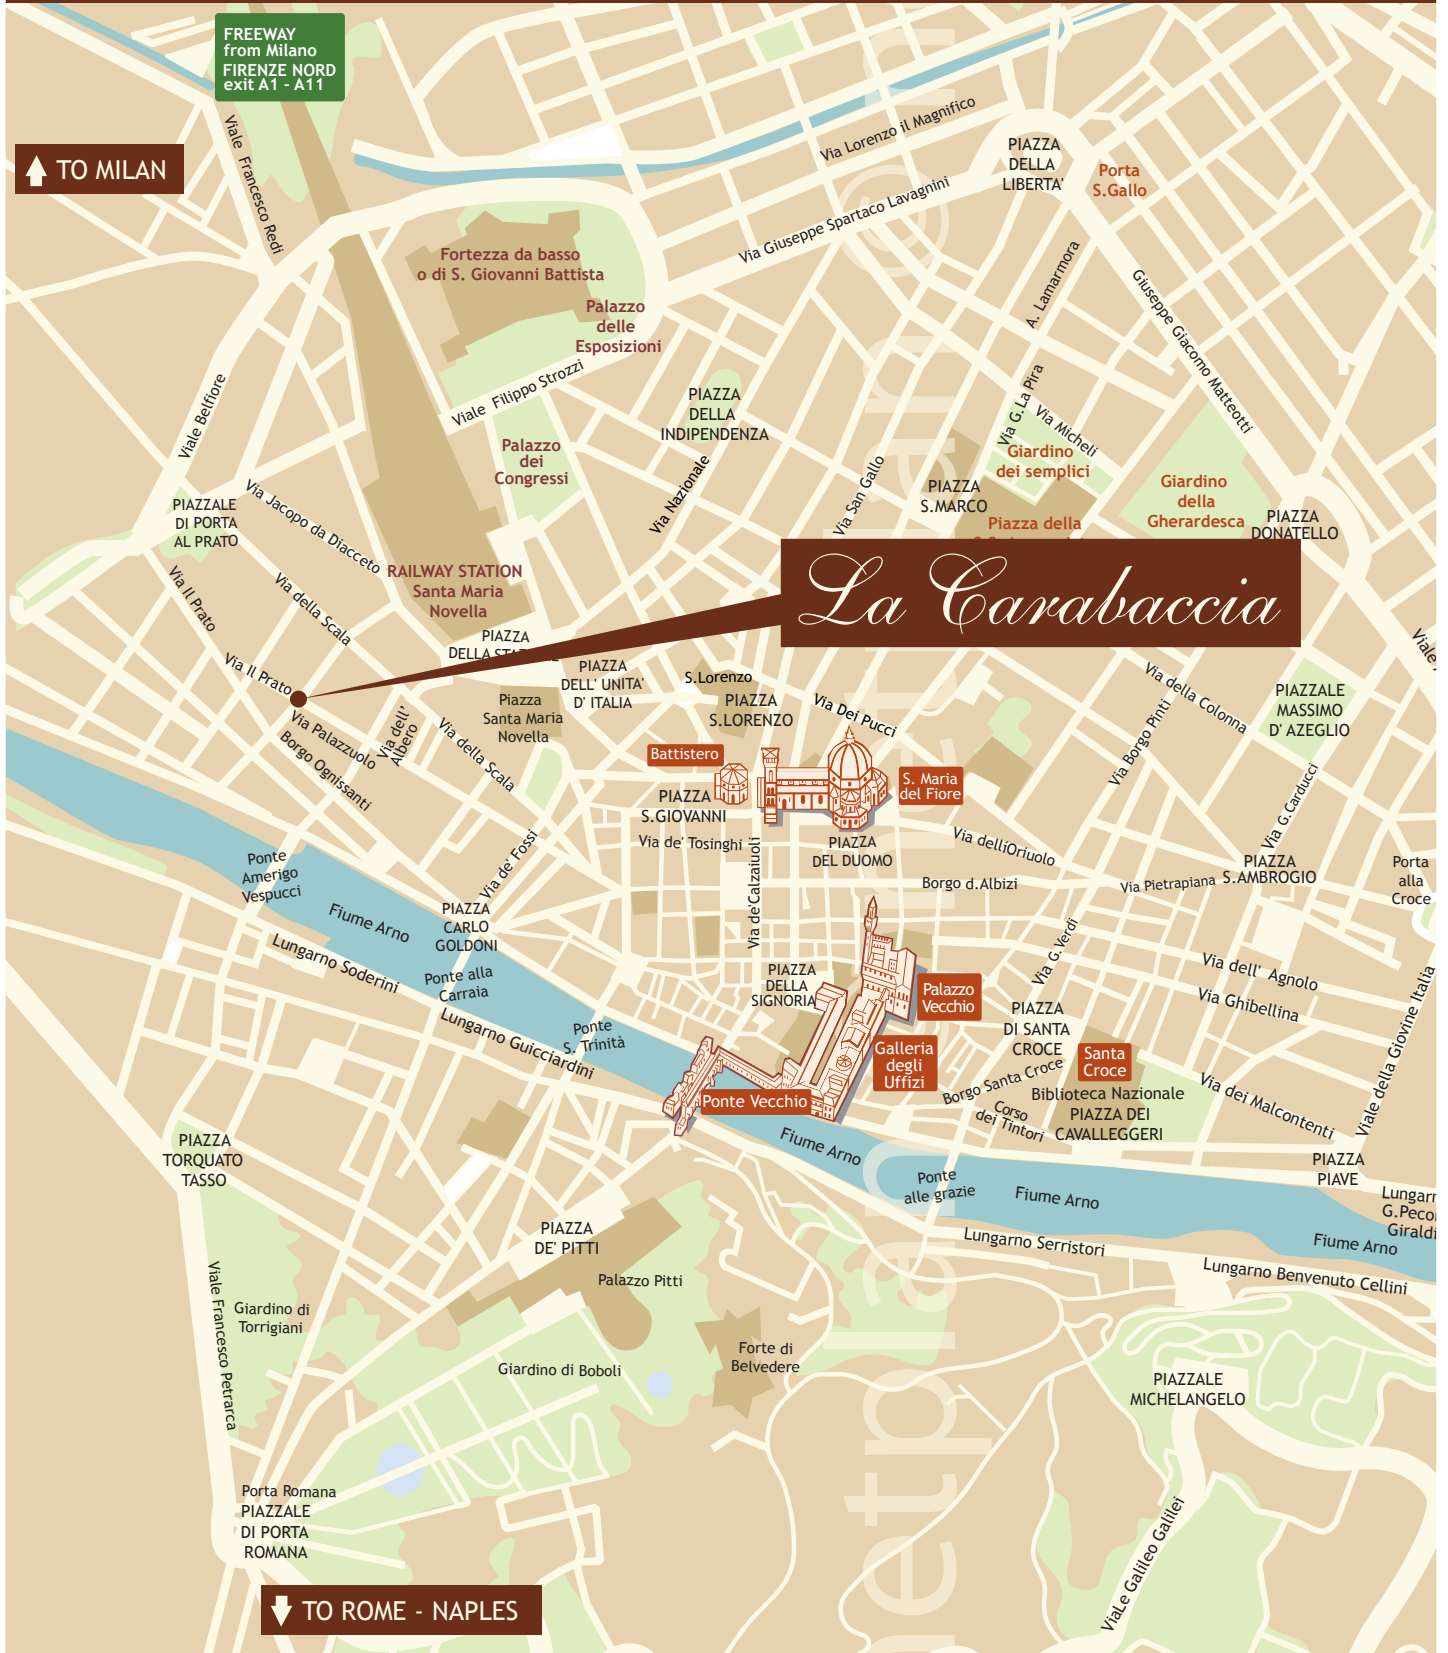 FREEWAY
from Milano
FIRENZE NORD
exit A1 - A11
TO MILAN
Viale Francesco Redi
Via Lorenzo il Magnifico
PIAZZA
DELLA
LIBERTA'
Porta
S.Gallo
Via Giuseppe Spartaco Lavagnini
Fortezza da basso
o di S. Giovanni Battista
Palazzo
delle
Esposizioni
A. Lamarmora
Giuseppe Giacomo Matteotti
Viale Filippo Strozzi
Viale Belfiore
PIAZZA
DELLA
INDIPENDENZA
Via G.La Pira
Via Micheli
Palazzo
dei
Congressi
Giardino
dei semplici
Via Nazionale
Via San Gallo
PIAZZA
S.MARCO
Giardino
della
Gherardesca
PIAZZALE
DI PORTA
AL PRATO
Via Jacopo da Diacceto
Piazza della
PIAZZA
DONATELLO
RAILWAY STATION
Santa Maria
Novella
La Carabaccia
Via Il Prato
Via della Scala
PIAZZA
DELLA
PIAZZA
DELL' UNITA'
D' ITALIA
Via Il Prato
S.Lorenzo
PIAZZA
S.LORENZO
Piazza
Santa Maria
Novella
Via Dei Pucci
Via della Colonna
Via Borgo Pinti
PIAZZALE
MASSIMO
D' AZEGLIO
Viale
Via Palazzuolo
Borgo Ognissanti
Via dell'
Albero
Via della Scala
Battistero
S. Maria
del Fiore
PIAZZA
S.GIOVANNI
Via de' Tosinghi
Via de'Calzaiuoli
PIAZZA
DEL DUOMO
Via delliOriuolo
Via G.Carducci
Borgo d.Albizi
Via Pietrapiana
PIAZZA
S.AMBROGIO
Porta
alla
Croce
Ponte
Amerigo
Vespucci
Via de' Fossi
Fiume Arno
PIAZZA
CARLO
GOLDONI
Lungarno Soderini
Ponte alla
Carraia
Via G. Verdi
Via dell' Agnolo
Via Ghibellina
PIAZZA
DELLA
SIGNORIA
Palazzo
Vecchio
PIAZZA
DI SANTA
CROCE
Lungarno Guicciardini
Ponte
S. Trinità
Galleria
degli
Uffizi
Santa
Croce
Borgo Santa Croce
Corso
dei Tintori
Biblioteca Nazionale
PIAZZA DEI
CAVALLEGGERI
Via dei Malcontenti
Viale della Giovine Italia
Ponte Vecchio
Fiume Arno
PIAZZA
TORQUATO
TASSO
PIAZZA
PIAVE
Ponte
alle grazie
Fiume Arno
Lungarn
G.Pecor
Giraldi
Fiume Arno
Lungarno Serristori
Lungarno Benvenuto Cellini
PIAZZA
DE' PITTI
Palazzo Pitti
Viale Francesco Petrarca
Giardino di
Torrigiani
Giardino di Boboli
Forte di
Belvedere
PIAZZALE
MICHELANGELO
Porta Romana
PIAZZALE
DI PORTA
ROMANA
ViaLe Galileo Galilei
TO ROME - NAPLES